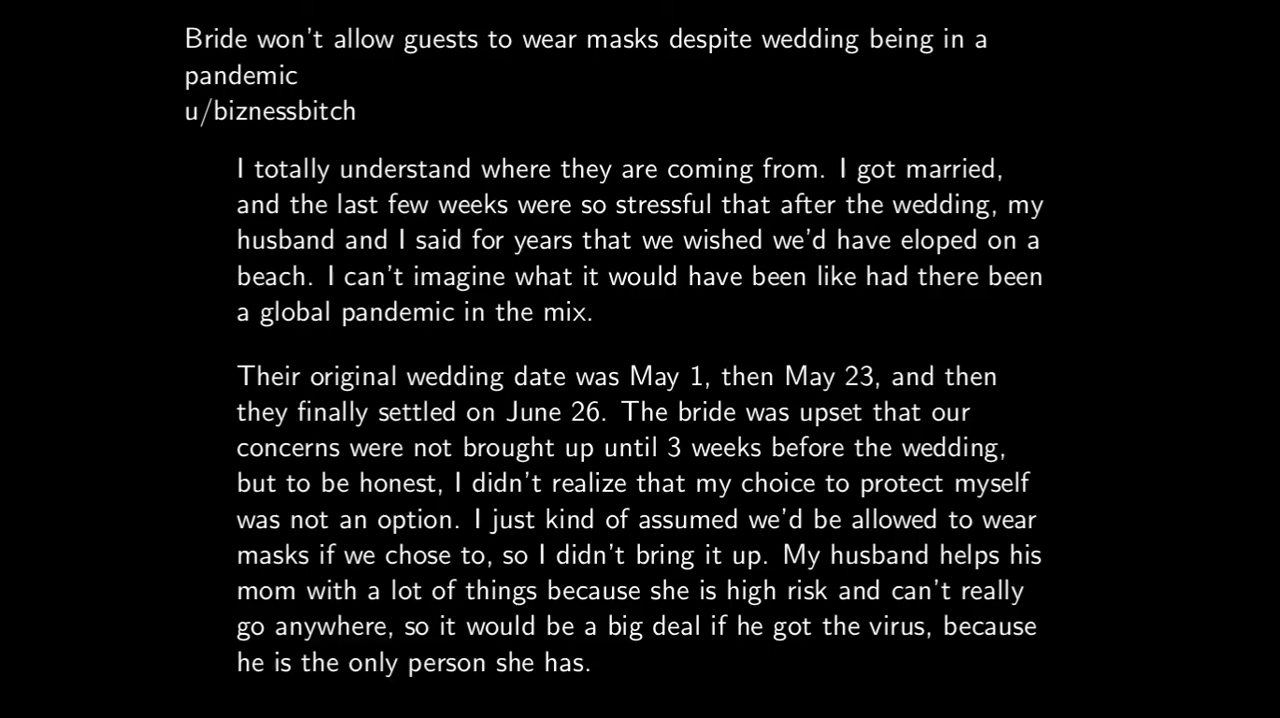 Bride won't allow guests to wear masks despite wedding being in a
pandemic
u/biznessbitch
I totally understand where they are coming from. I got married,
and the last few weeks were so stressful that after the wedding, my
husband and I said for years that we wished we'd have eloped on a
beach. I can't imagine what it would have been like had there been
a global pandemic in the mix.
Their original wedding date was May 1, then May 23, and then
they finally settled on June 26. The bride was upset that our
concerns were not brought up until 3 weeks before the wedding,
but to be honest, I didn't realize that my choice to protect myself
was not an option. I just kind of assumed we'd be allowed to wear
masks if we chose to, so I didn't bring it up. My husband helps his
mom with a lot of things because she is high risk and can't really
go anywhere, so it would be a big deal if he got the virus, because
he is the only person she has.